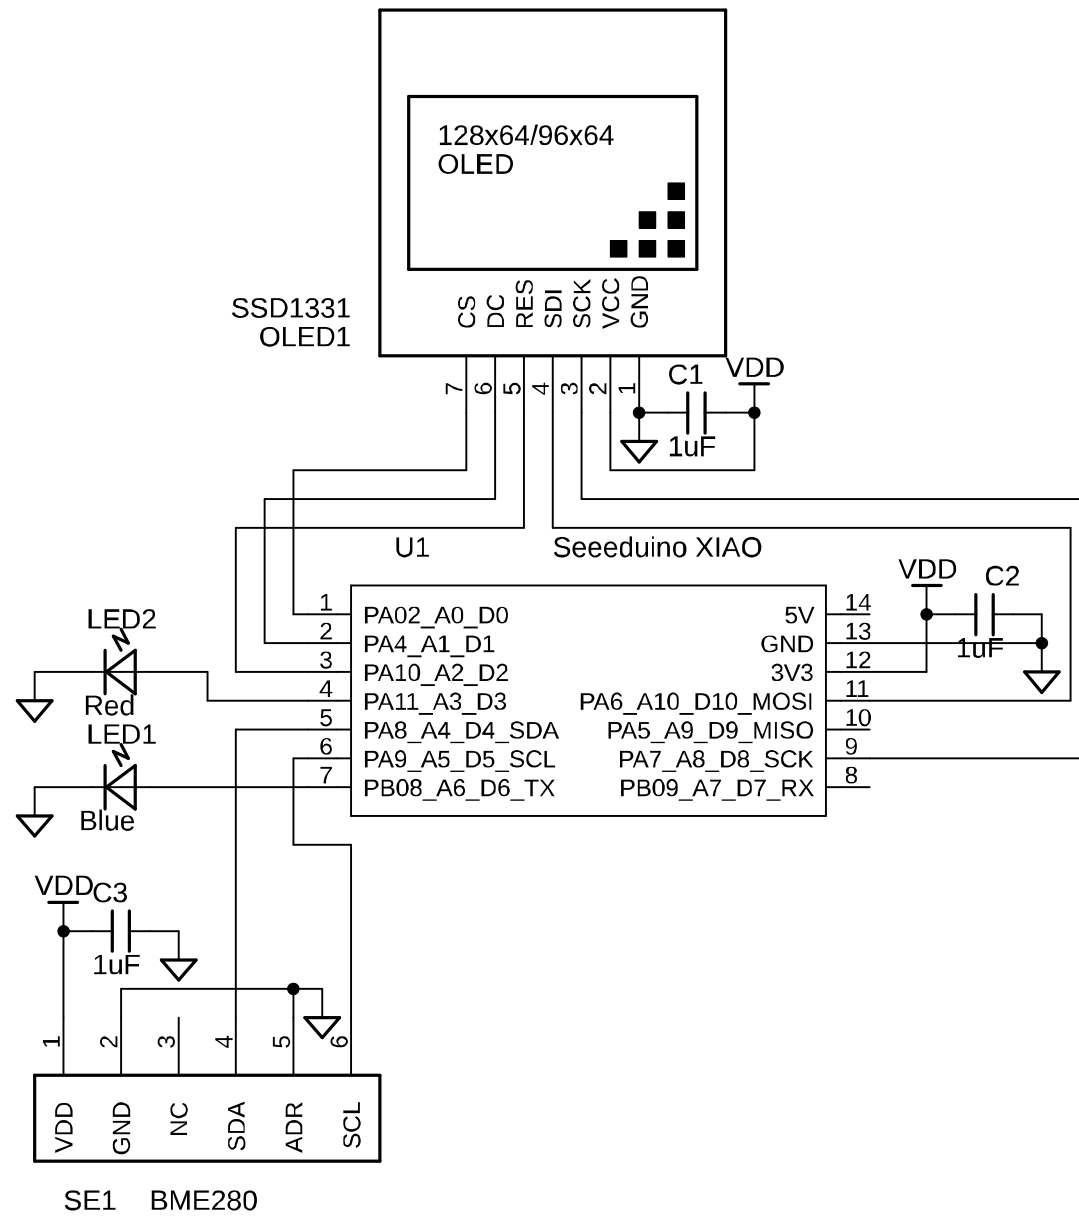 128x64/96x64
OLED
SSD1331
OLED1
CS
DC
RES
SDI
SCK
VCC
GND
7
6
5
4
3
2
1
C1
1uF
VDD
U1
Seeeduino XIAO
1
2
3
4
5
6
7
PA02_A0_D0
PA4_A1_D1
PA10_A2_D2
PA11_A3_D3
PA8_A4_D4_SDA
PA9_A5_D5_SCL
PB08_A6_D6_TX
5V
GND
3V3
PA6_A10_D10_MOSI
PA5_A9_D9_MISO
PA7_A8_D8_SCK
PB09_A7_D7_RX
14
13
12
11
10
9
8
VDD
C2
1uF
LED2
Red
LED1
Blue
VDD
C3
1uF
1
2
3
4
5
6
VDD
GND
NC
SDA
ADR
SCL
SE1 BME280